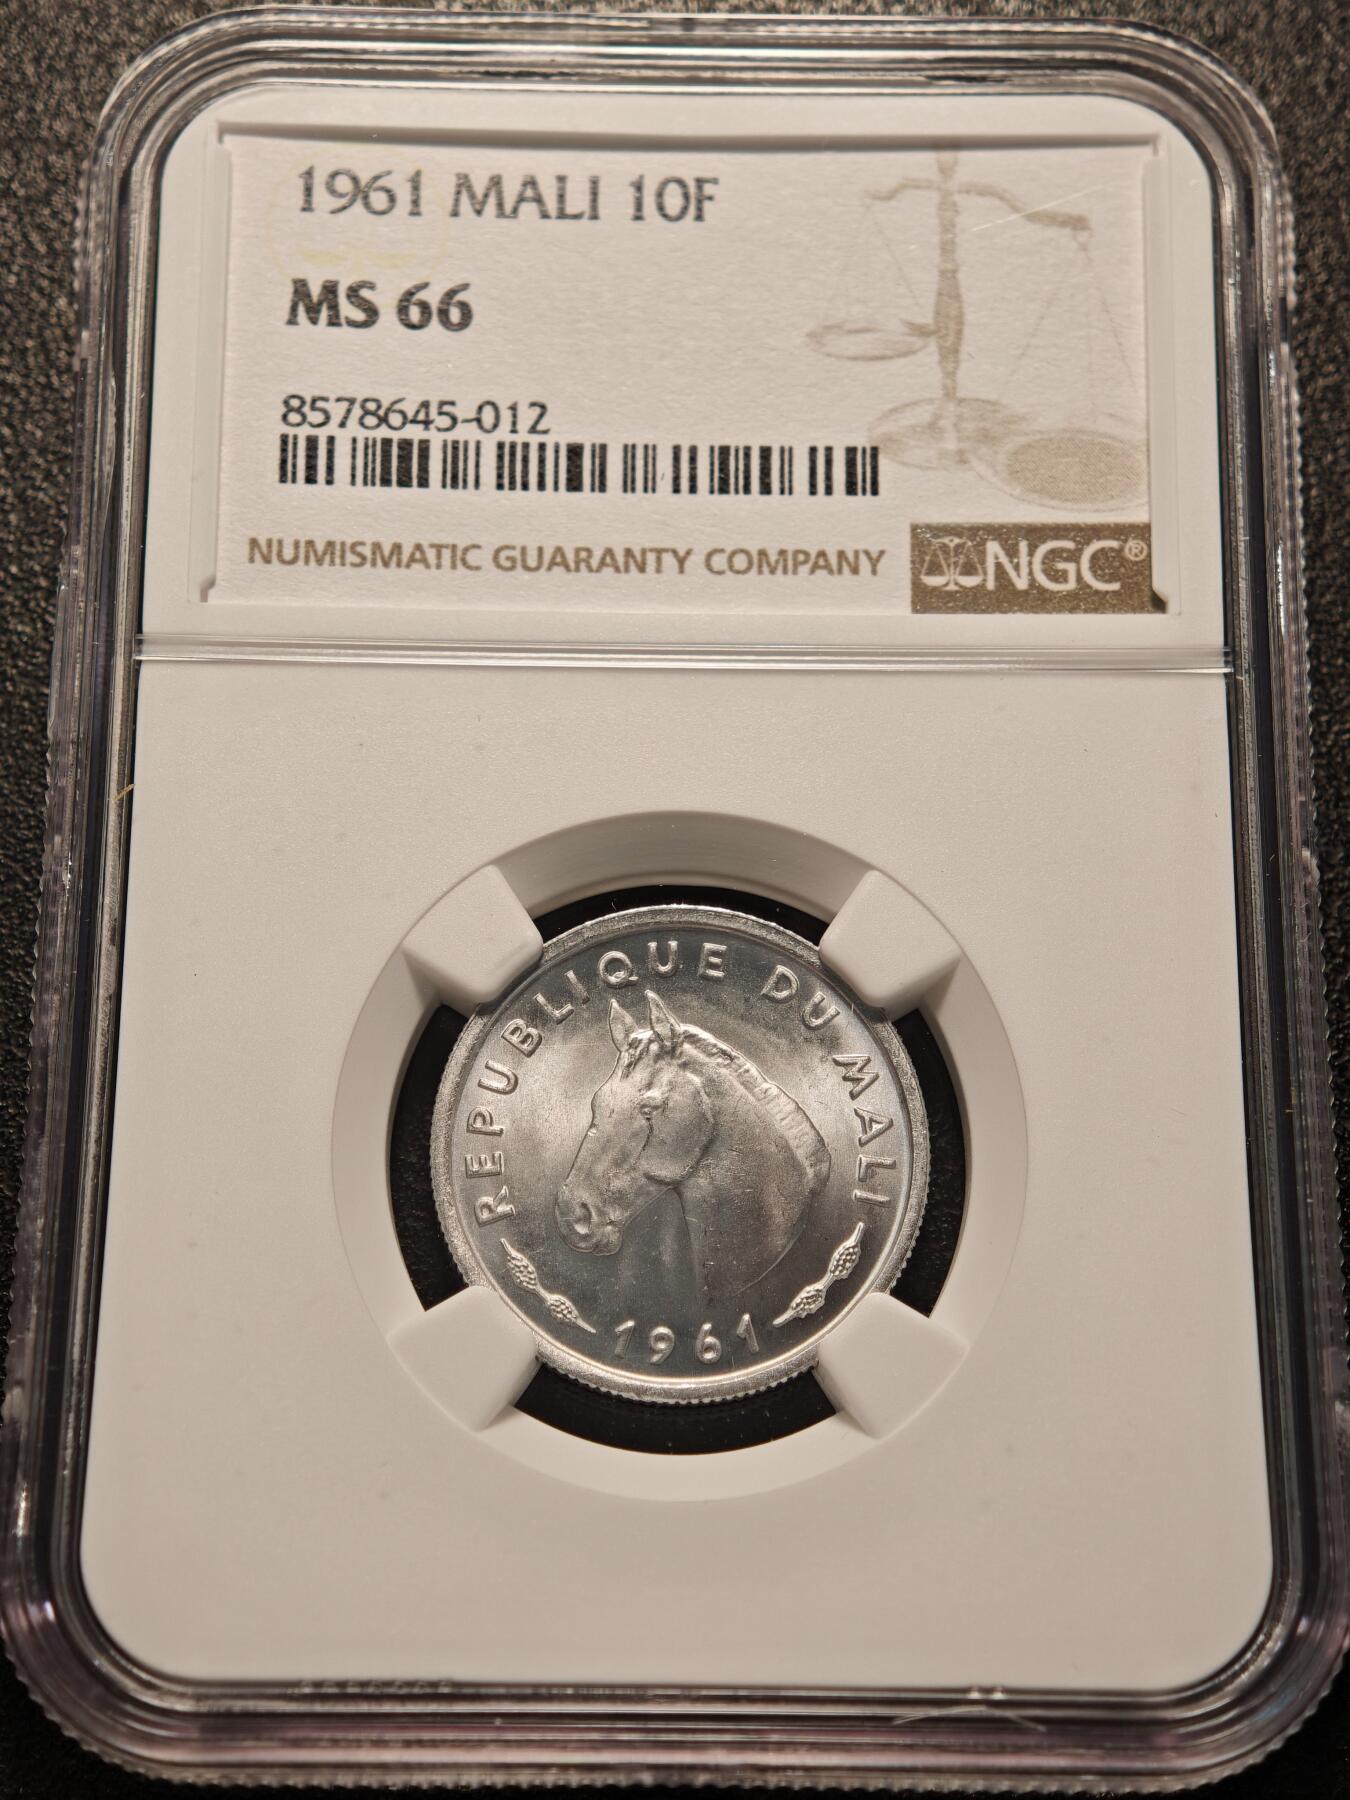 1961 MALI 10F
MS 66
8578645-012
NUMISMATIC GUARANTY COMPANY
NGC®
REPUBLIQUE DU MALI
1961